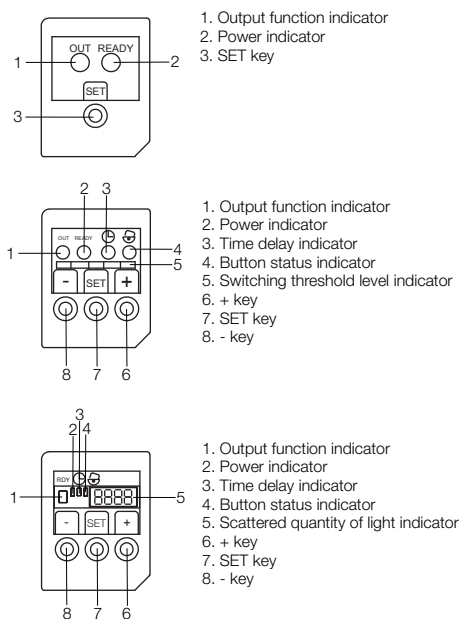 OUT READY
1
2
SET
3
1. Output function indicator
2. Power indicator
3. SET key
2 3
OUT READY
1
4
5
- SET +
8 7 6
1. Output function indicator
2. Power indicator
3. Time delay indicator
4. Button status indicator
5. Switching threshold level indicator
6. + key
7. SET key
8. - key
3
2 4
RDY
1
8888
5
- SET +
8 7 6
1. Output function indicator
2. Power indicator
3. Time delay indicator
4. Button status indicator
5. Scattered quantity of light indicator
6. + key
7. SET key
8. - key